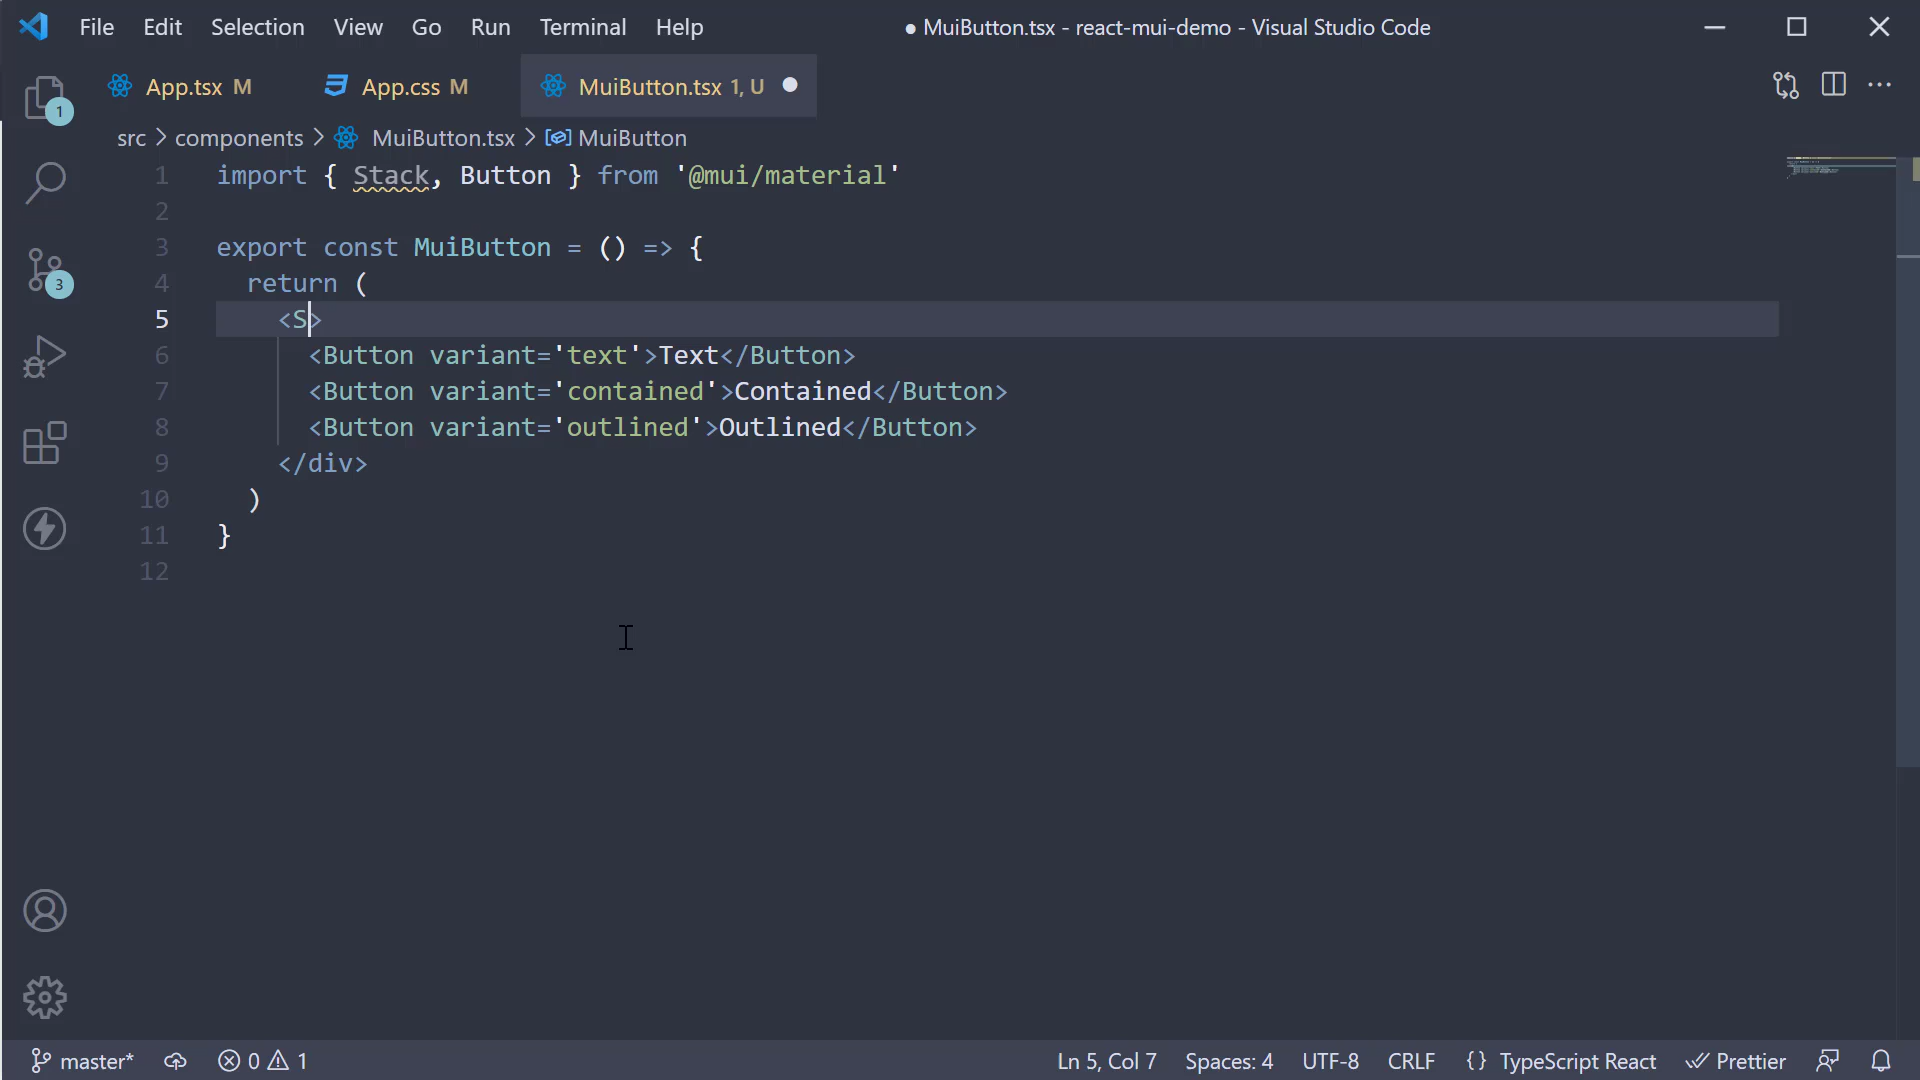 File Edit Selection View Go Run Terminal Help ● MuiButton.tsx - react-mui-demo - Visual Studio Code
App.tsx M App.css M MuiButton.tsx 1, U
src > components > MuiButton.tsx > MuiButton
1 import { Stack, Button } from '@mui/material'
2
3 export const MuiButton = () => {
4 return (
5 <S>
6 <Button variant='text'>Text</Button>
7 <Button variant='contained'>Contained</Button>
8 <Button variant='outlined'>Outlined</Button>
9 </div>
10 )
11 }
12
1
3
master* 0 1 Ln 5, Col 7 Spaces: 4 UTF-8 CRLF {} TypeScript React Prettier